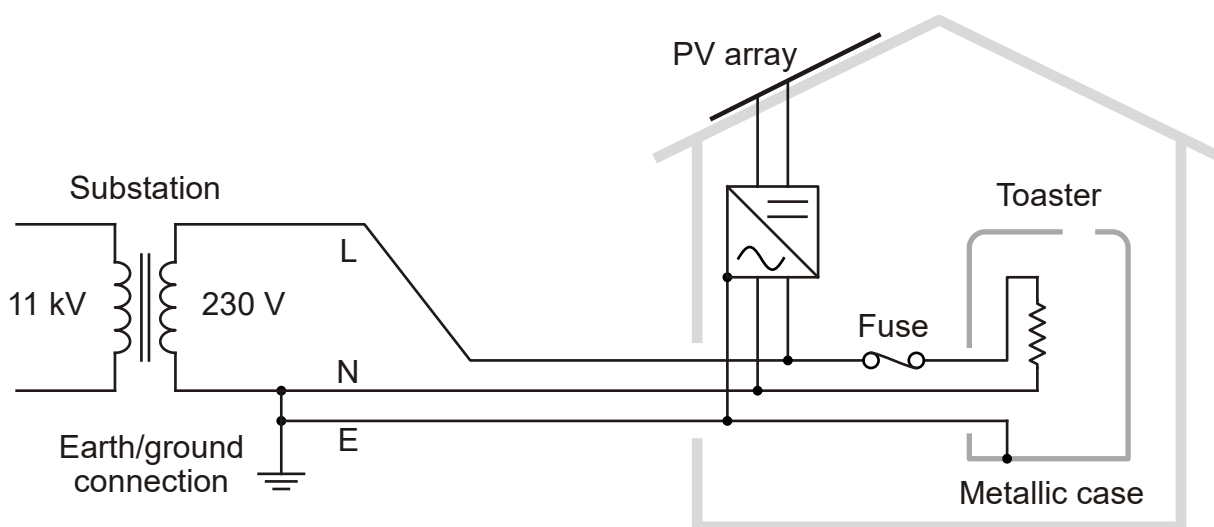 PV array
Substation
Toaster
L
11 kV
230 V
Fuse
N
E
Earth/ground
connection
Metallic case